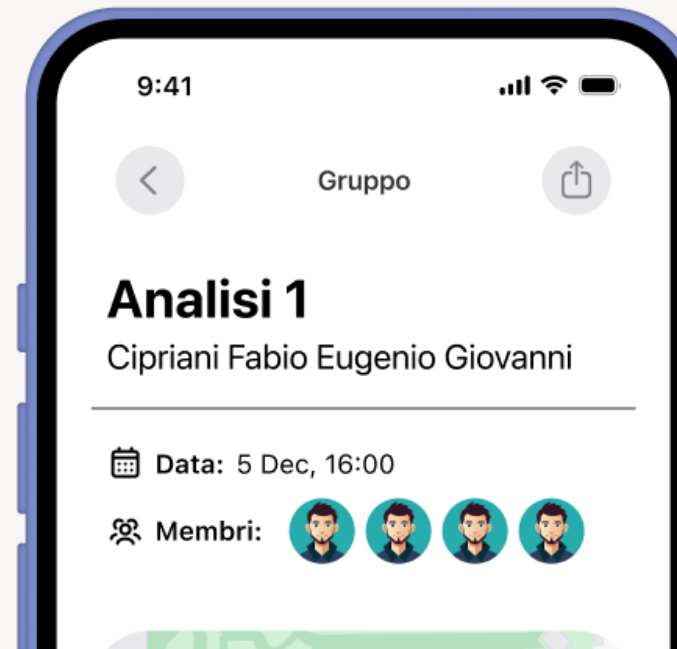 9:41
Gruppo
Analisi 1
Cipriani Fabio Eugenio Giovanni
Data: 5 Dec, 16:00
Membri: